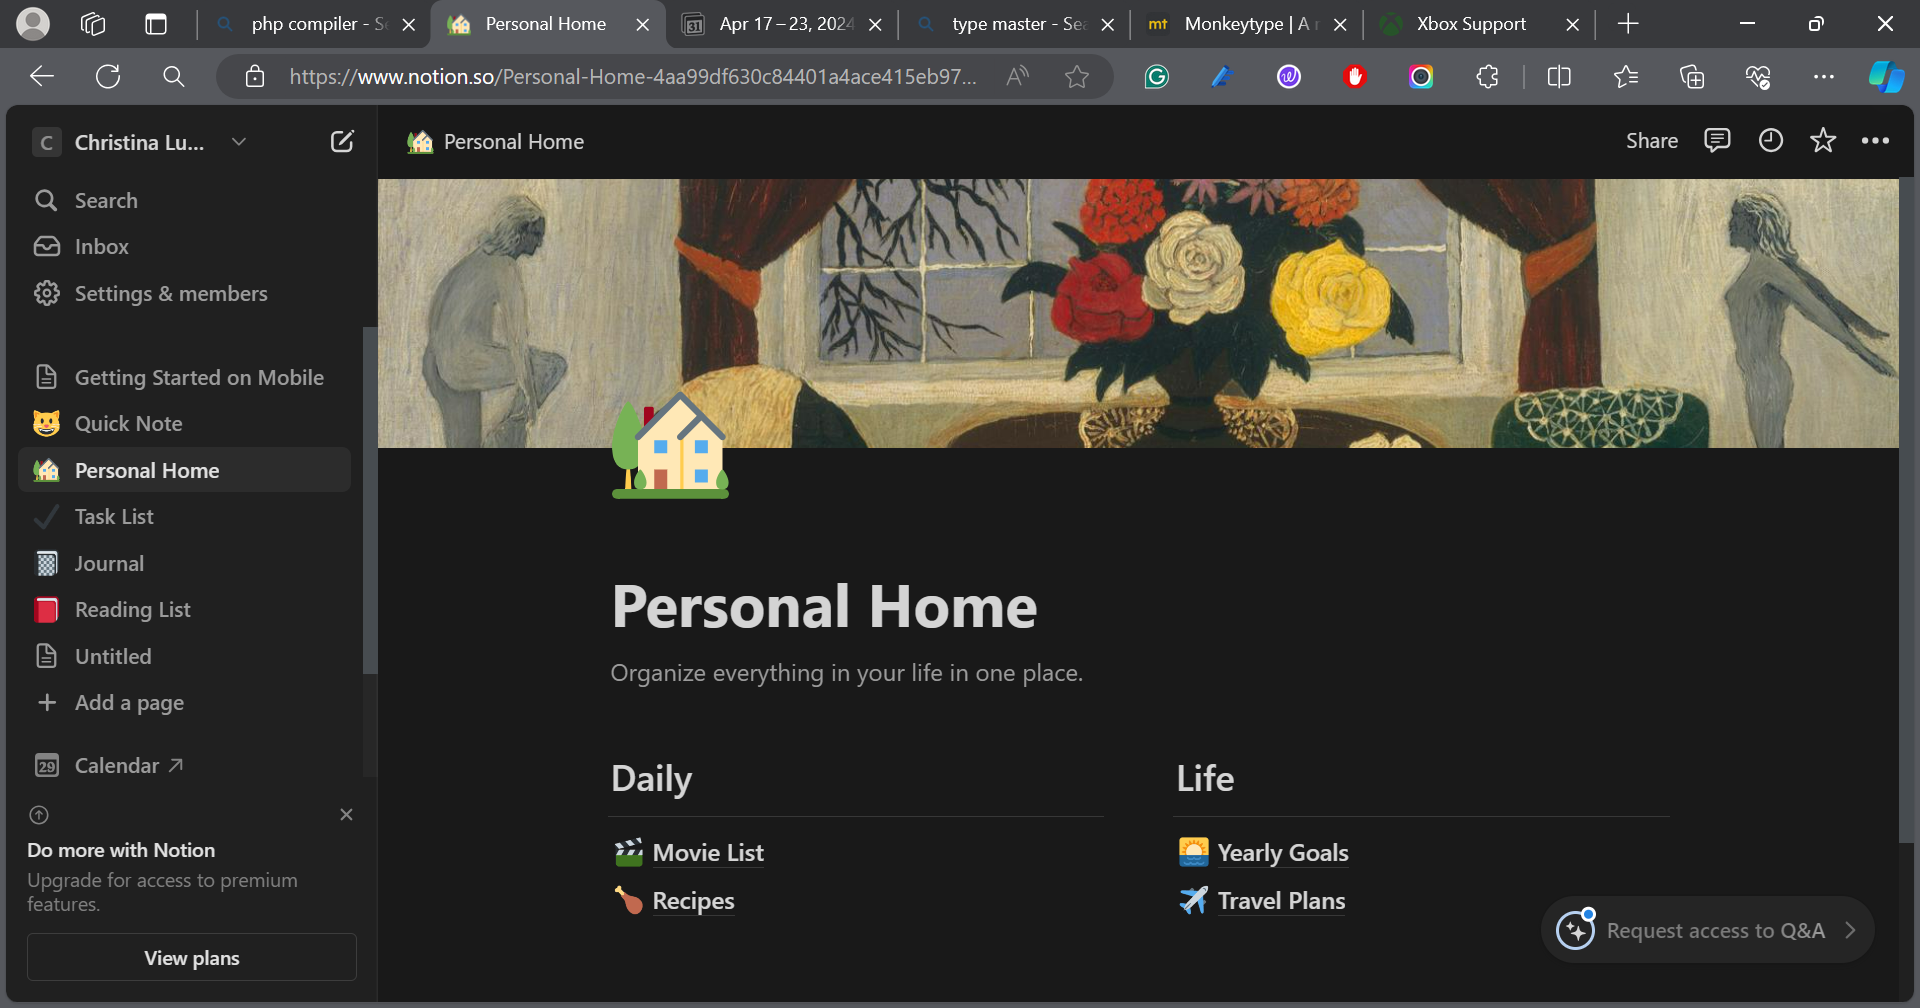 php compiler - Se
Personal Home
Apr 17 – 23, 2024
type master - Sea
mt
Monkeytype | A
Xbox Support
https://www.notion.so/Personal-Home-4aa99df630c84401a4ace415eb97...
C
Christina Lu...
Personal Home
Share
Search
Inbox
Settings & members
Getting Started on Mobile
Quick Note
Personal Home
Task List
Journal
Reading List
Untitled
Add a page
29
Calendar
Do more with Notion
Upgrade for access to premium
features.
View plans
Personal Home
Organize everything in your life in one place.
Daily
Movie List
Recipes
Life
Yearly Goals
Travel Plans
Request access to Q&A